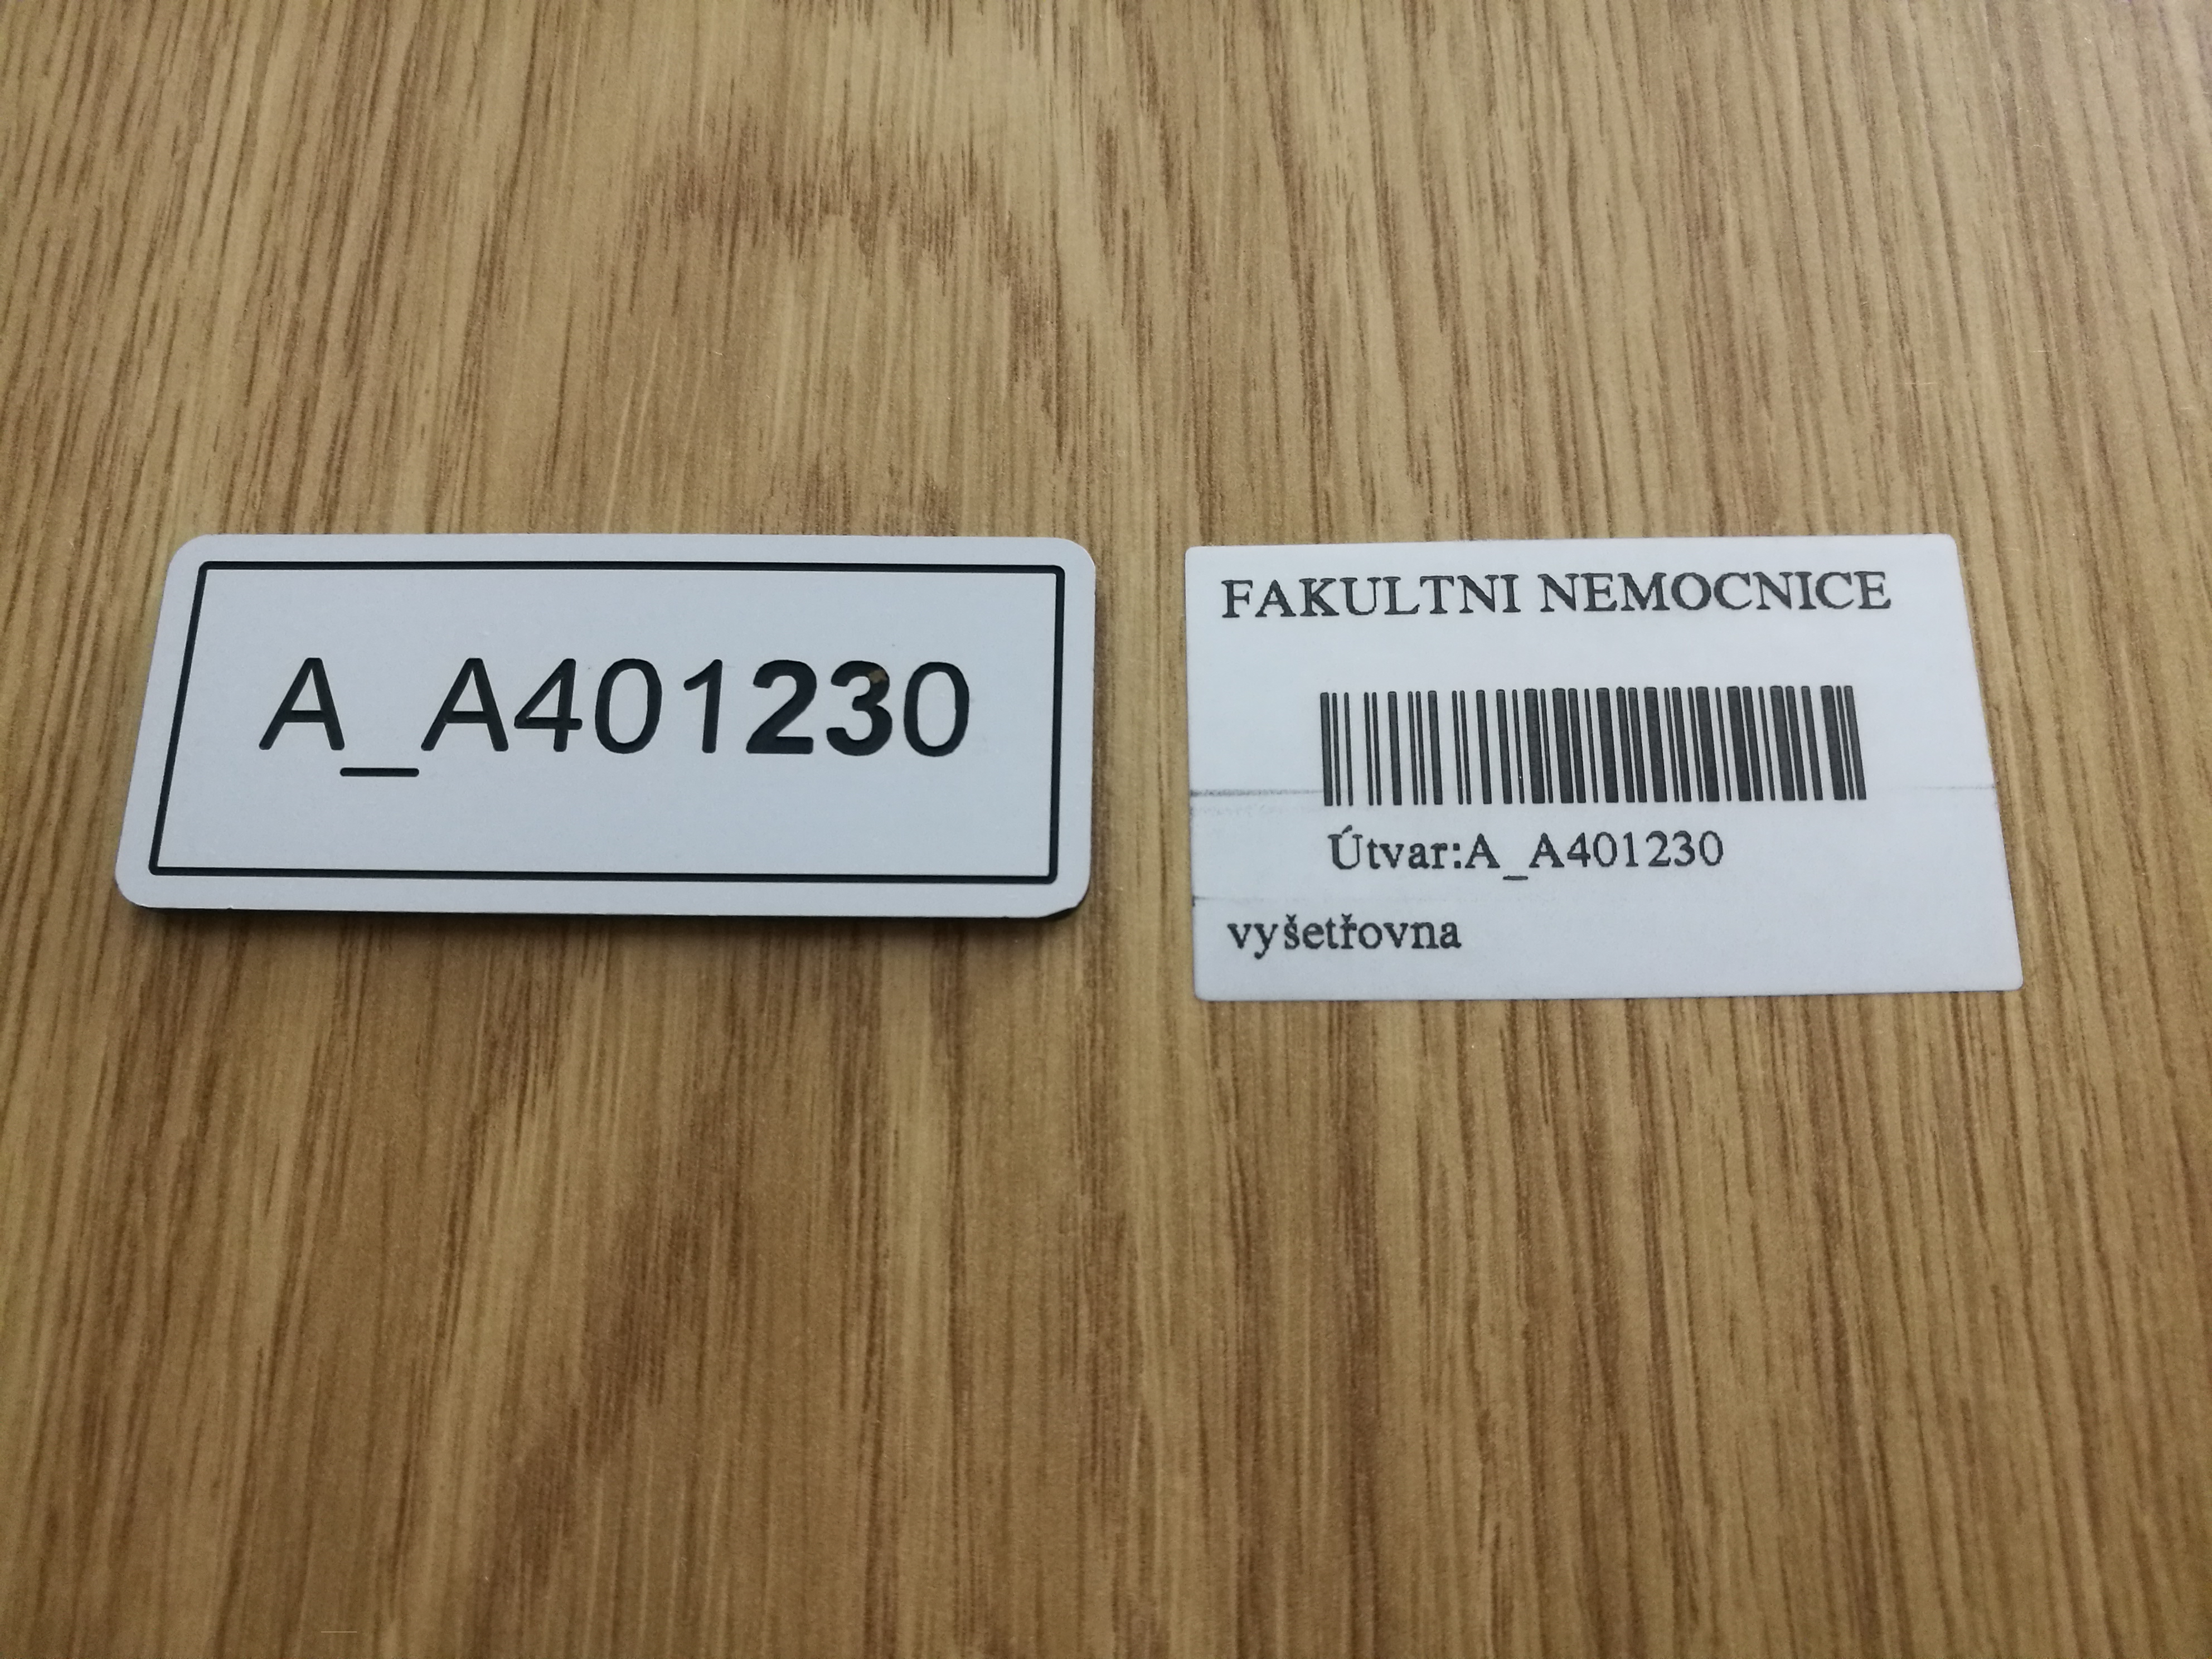 A_A401230
FAKULTNI NEMOCNICE
Útvar:A_A401230
vyšetřovna